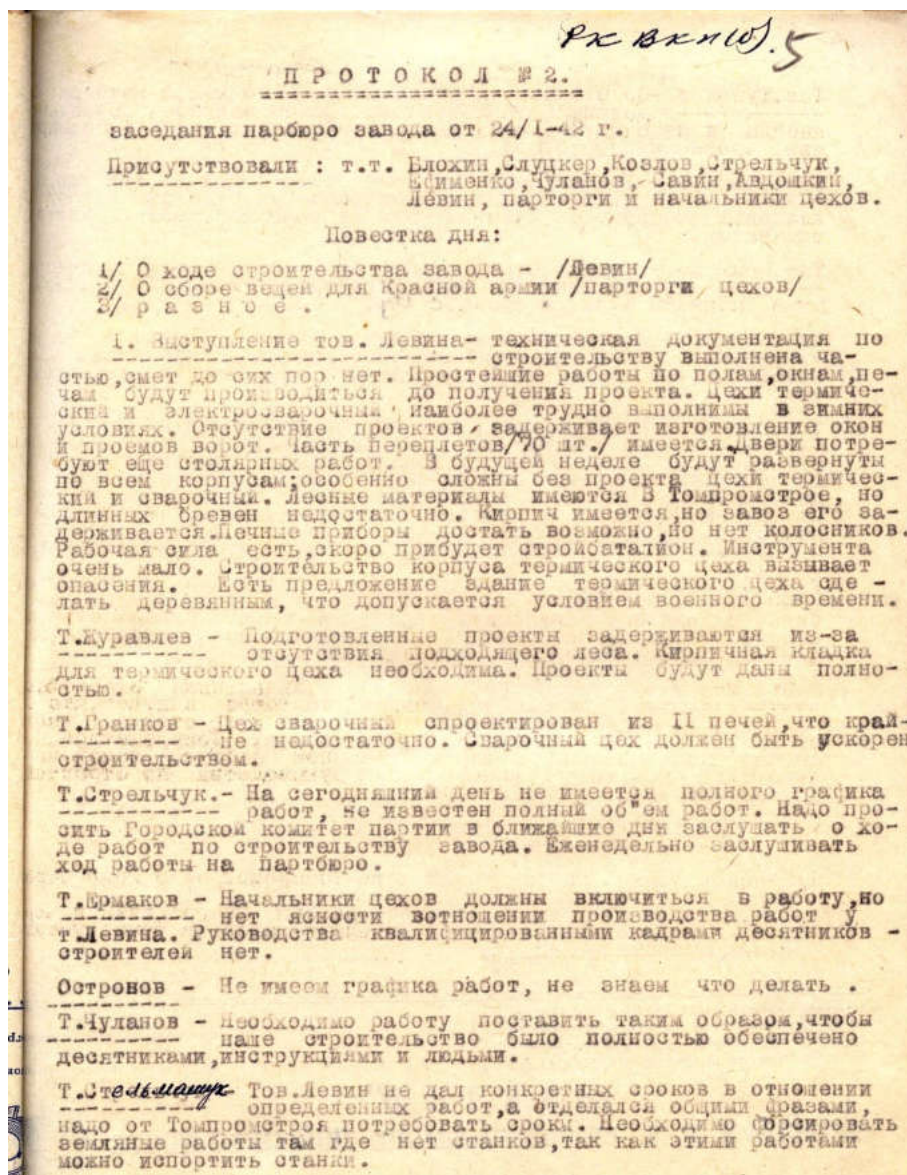 РК ВКП(б). 5
ПРОТОКОЛ № 2.
заседания парбюро завода от 24/I-42 г.
Присутствовали : т.т. Блохин,Слуцкер,Козлов,Стрельчук,
Ефименко,Чуланов, Савин,Авдошкин,
Левин, парторги и начальники цехов.
Повестка дня:
1/ О ходе строительства завода - /Левин/
2/ О сборе вещей для Красной армии /парторги цехов/
3/ р а з н о е .
1. Выступление тов. Левина- техническая документация по
строительству выполнена ча-
стью,смет до сих пор нет. Простейшие работы по полам,окнам,пе-
чам будут производиться до получения проекта. Цехи термиче-
ский и электросварочный наиболее трудно выполнимы в зимних
условиях. Отсутствие проектов задерживает изготовление окон
и проемов ворот. Часть переплетов/70 шт./ имеется.Двери потре-
буют еще столярных работ. В будущей неделе будут развернуты
по всем корпусам;особенно сложны без проекта цехи термичес-
кий и сварочный. Лесные материалы имеются В Томпромстрое, но
длинных бревен недостаточно. Кирпич имеется,но завоз его за-
держивается.Печные приборы достать возможно,но нет колосников.
Рабочая сила есть,скоро прибудет стройбаталион. Инструмента
очень мало. Строительство корпуса термического цеха вызывает
опасения. Есть предложение здание термического цеха сде -
лать деревянным, что допускается условием военного времени.
Т.Журавлев - Подготовленные проекты задерживаются из-за
отсутствия подходящего леса. Кирпичная кладка
для термического цеха необходима. Проекты будут даны полно-
стью.
Т.Гранков - Цех сварочный спроектирован из II печей,что край-
не недостаточно. Сварочный цех должен быть ускорен
строительством.
Т.Стрельчук.- На сегодняшний день не имеется полного графика
работ, не известен полный об"ем работ. Надо про-
сить Городской комитет партии в ближайшие дни заслушать о хо-
де работ по строительству завода. Еженедельно заслушивать
ход работы на партбюро.
Т.Ермаков - Начальники цехов должны включиться в работу,но
нет ясности вотношении производства работ у
т.Левина. Руководства квалифицированными кадрами десятников -
строителей нет.
Остронов - Не имеем графика работ, не знаем что делать .
Т.Чуланов - Необходимо работу поставить таким образом,чтобы
наше строительство было полностью обеспечено
десятниками,инструкциями и людьми.
Тов.Левин не дал конкретных сроков в отношении
определенных работ,а отделался общими фразами,
надо от Томпромстроя потребовать сроки. Необходимо форсировать
земляные работы там где нет станков,так как этими работами
можно испортить станки.